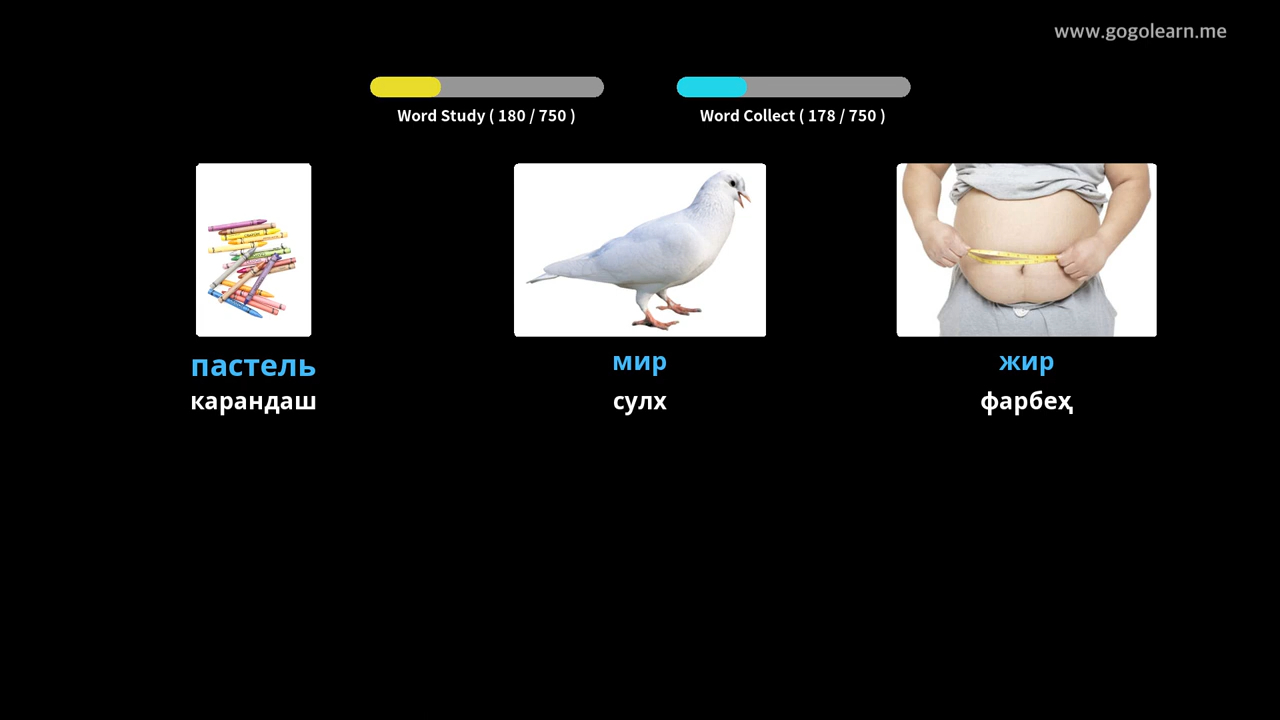 www.gogolearn.me
Word Study ( 180 / 750 )
Word Collect ( 178 / 750 )
пастель
карандаш
мир
сулх
жир
фарбеҳ